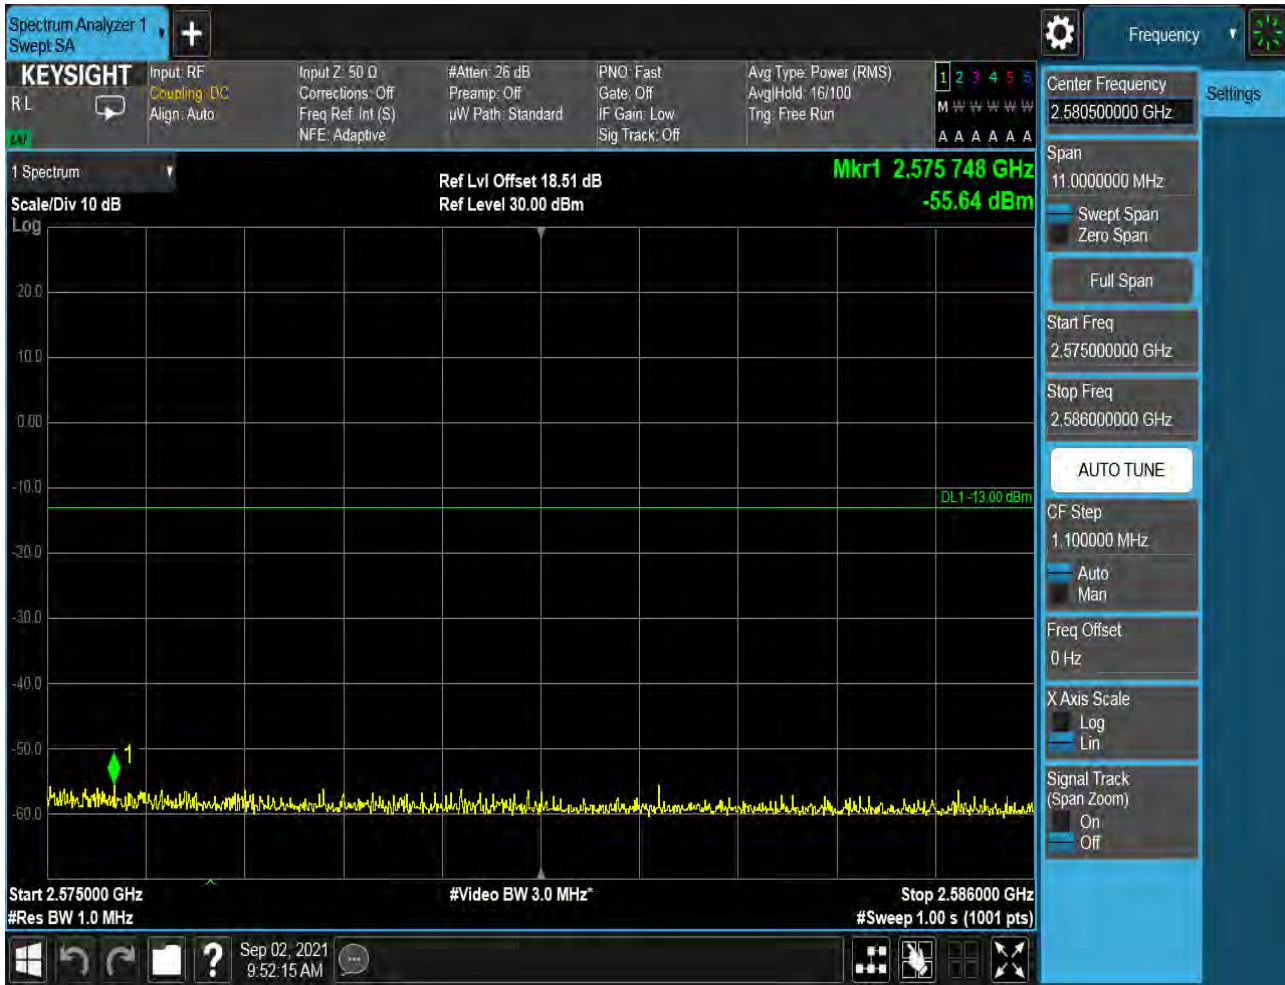 Spectrum Analyzer 1
Swept SA
+
Frequency
KEYSIGHT
R L
Input: RF
Coupling: DC
Align: Auto
Input Z: 50 Ω
Corrections: Off
Freq Ref: Int (S)
NFE: Adaptive
#Atten: 26 dB
Preamp: Off
µW Path: Standard
PNO: Fast
Gate: Off
IF Gain: Low
Sig Track: Off
Avg Type: Power (RMS)
Avg|Hold: 16/100
Trig: Free Run
1 2 3 4 5 6
M W W W W W
A A A A A A
1 Spectrum
Scale/Div 10 dB
Ref Lvl Offset 18.51 dB
Ref Level 30.00 dBm
Mkr1 2.575 748 GHz
-55.64 dBm
Log
20.0
10.0
0.00
-10.0
DL1 -13.00 dBm
-20.0
-30.0
-40.0
-50.0
1
-60.0
Start 2.575000 GHz
#Res BW 1.0 MHz
#Video BW 3.0 MHz*
Stop 2.586000 GHz
#Sweep 1.00 s (1001 pts)
Center Frequency
2.580500000 GHz
Settings
Span
11.0000000 MHz
Swept Span
Zero Span
Full Span
Start Freq
2.575000000 GHz
Stop Freq
2.586000000 GHz
AUTO TUNE
CF Step
1.100000 MHz
Auto
Man
Freq Offset
0 Hz
X Axis Scale
Log
Lin
Signal Track
(Span Zoom)
On
Off
?
Sep 02, 2021
9:52:15 AM